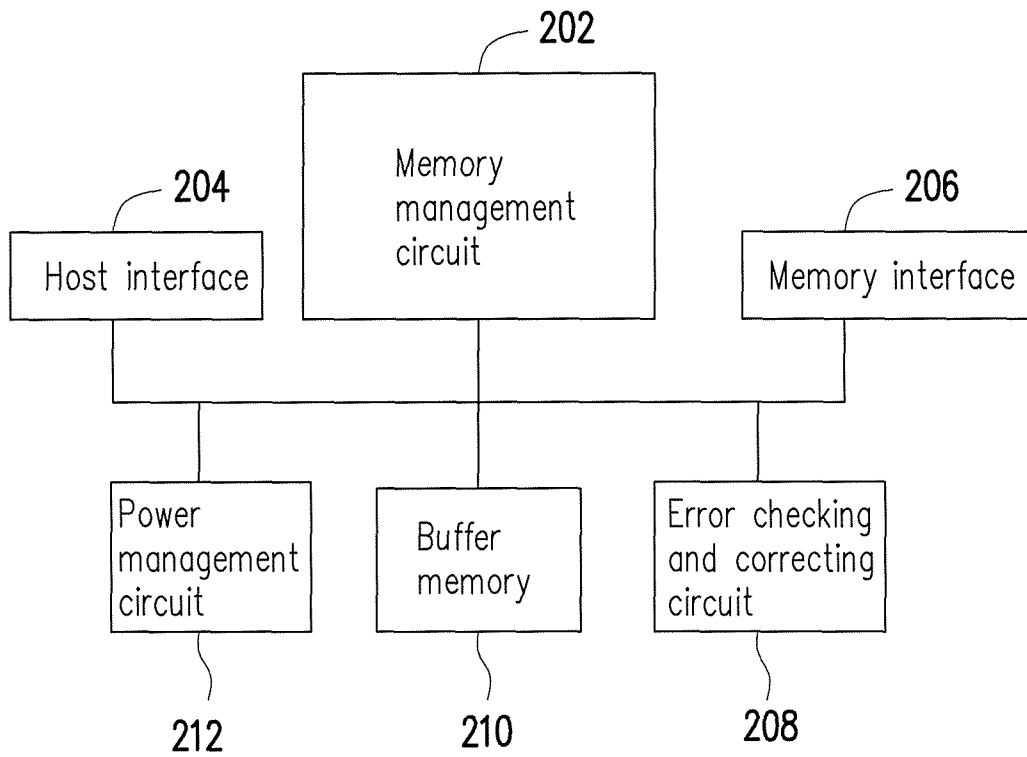 202
Memory
management
circuit
204
Host interface
206
Memory interface
Power
management
circuit
Buffer
memory
Error checking
and correcting
circuit
212
210
208